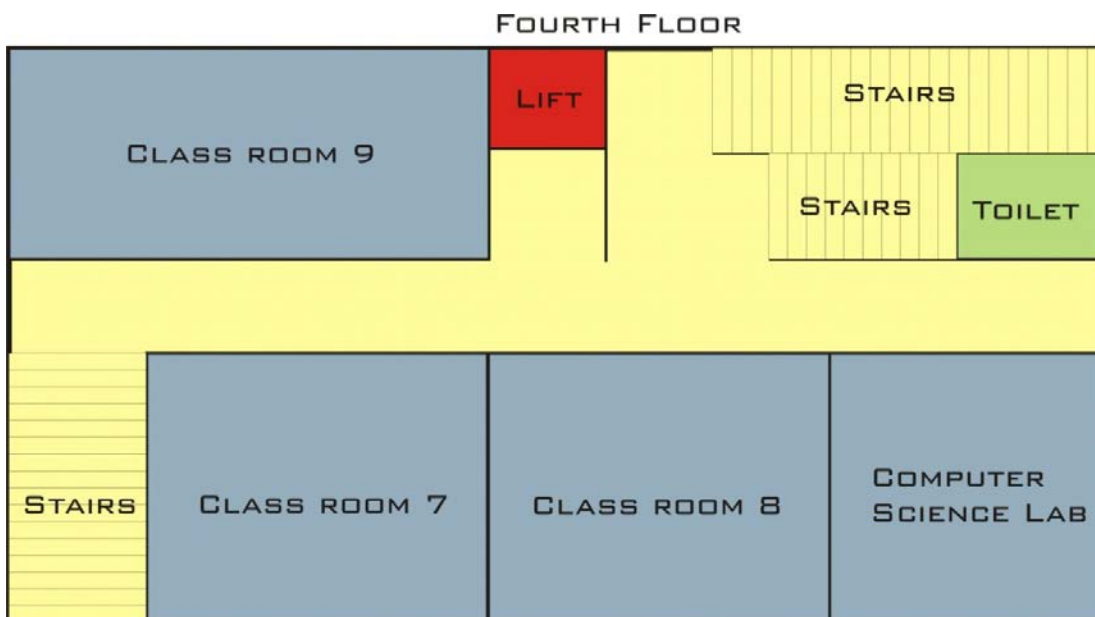 FOURTH FLOOR
LIFT
STAIRS
CLASS ROOM 9
STAIRS
TOILET
STAIRS
CLASS ROOM 7
CLASS ROOM 8
COMPUTER
SCIENCE LAB